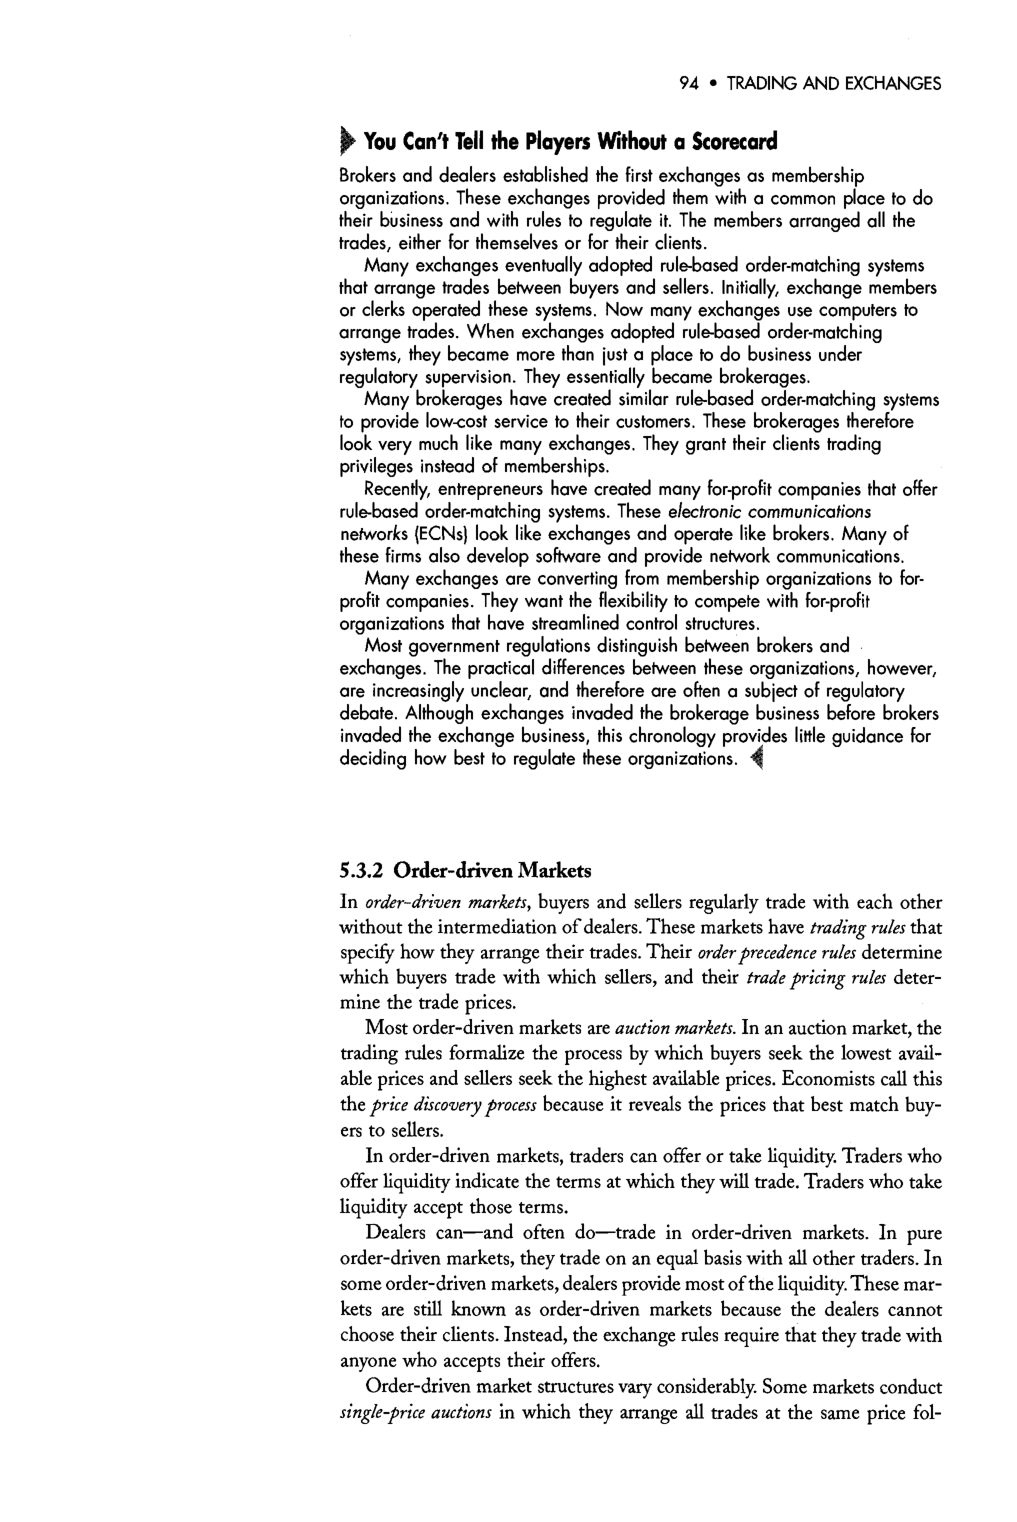 94 • TRADING AND EXCHANGES
You Can't Tell the Players Without a Scorecard
Brokers and dealers established the first exchanges as membership
organizations. These exchanges provided them with a common place to do
their business and with rules to regulate it. The members arranged all the
trades, either for themselves or for their clients.
Many exchanges eventually adopted rule-based order-matching systems
that arrange trades between buyers and sellers. Initially, exchange members
or clerks operated these systems. Now many exchanges use computers to
arrange trades. When exchanges adopted rule-based order-matching
systems, they became more than just a place to do business under
regulatory supervision. They essentially became brokerages.
Many brokerages have created similar rule-based order-matching systems
to provide low-cost service to their customers. These brokerages therefore
look very much like many exchanges. They grant their clients trading
privileges instead of memberships.
Recently, entrepreneurs have created many for-profit companies that offer
rule-based order-matching systems. These electronic communications
networks (ECNs) look like exchanges and operate like brokers. Many of
these firms also develop software and provide network communications.
Many exchanges are converting from membership organizations to for-
profit companies. They want the flexibility to compete with for-profit
organizations that have streamlined control structures.
Most government regulations distinguish between brokers and
exchanges. The practical differences between these organizations, however,
are increasingly unclear, and therefore are often a subject of regulatory
debate. Although exchanges invaded the brokerage business before brokers
invaded the exchange business, this chronology provides little guidance for
deciding how best to regulate these organizations.
5.3.2 Order-driven Markets
In order-driven markets, buyers and sellers regularly trade with each other
without the intermediation of dealers. These markets have trading rules that
specify how they arrange their trades. Their order precedence rules determine
which buyers trade with which sellers, and their trade pricing rules deter-
mine the trade prices.
Most order-driven markets are auction markets. In an auction market, the
trading rules formalize the process by which buyers seek the lowest avail-
able prices and sellers seek the highest available prices. Economists call this
the price discovery process because it reveals the prices that best match buy-
ers to sellers.
In order-driven markets, traders can offer or take liquidity. Traders who
offer liquidity indicate the terms at which they will trade. Traders who take
liquidity accept those terms.
Dealers can—and often do—trade in order-driven markets. In pure
order-driven markets, they trade on an equal basis with all other traders. In
some order-driven markets, dealers provide most of the liquidity. These mar-
kets are still known as order-driven markets because the dealers cannot
choose their clients. Instead, the exchange rules require that they trade with
anyone who accepts their offers.
Order-driven market structures vary considerably. Some markets conduct
single-price auctions in which they arrange all trades at the same price fol-